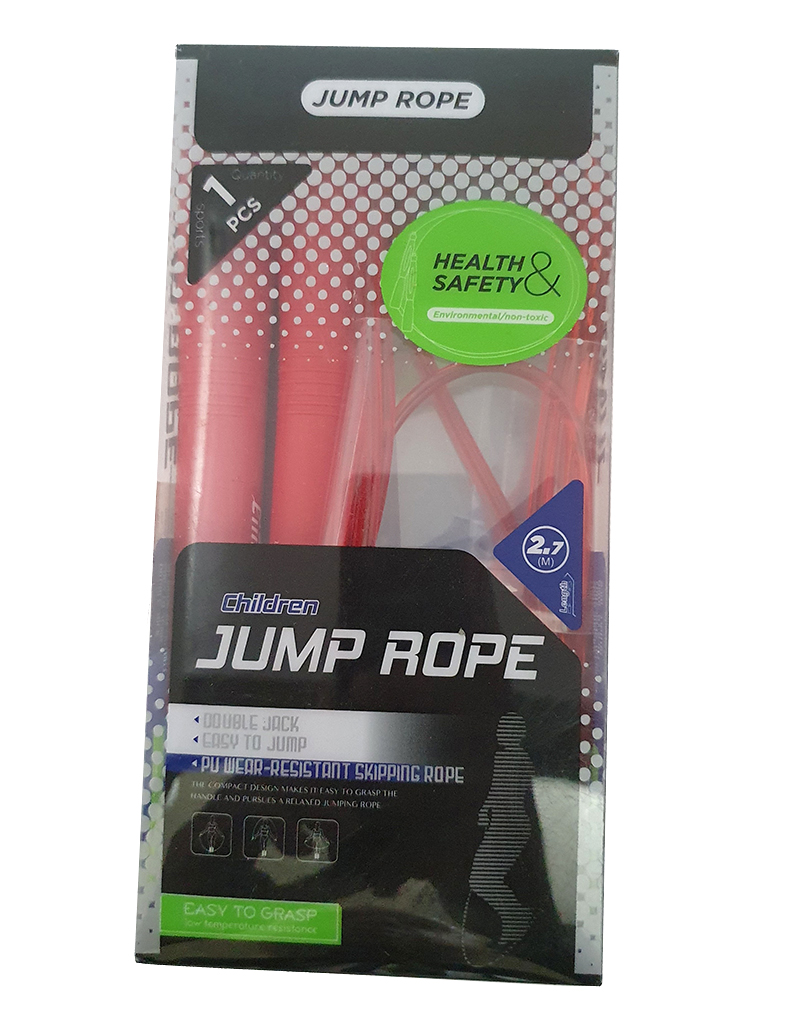 JUMP ROPE
Quantity
1
PCS
sports
HEALTH &
SAFETY
Environmental/non-toxic
2.7
(M)
Length
Children
JUMP ROPE
DOUBLE JACK
EASY TO JUMP
PU WEAR-RESISTANT SKIPPING ROPE
THE COMPACT DESIGN MAKES IT EASY TO GRASP THE
HANDLE AND PURSUES A RELAXED JUMPING ROPE
EASY TO GRASP
low temperature resistance